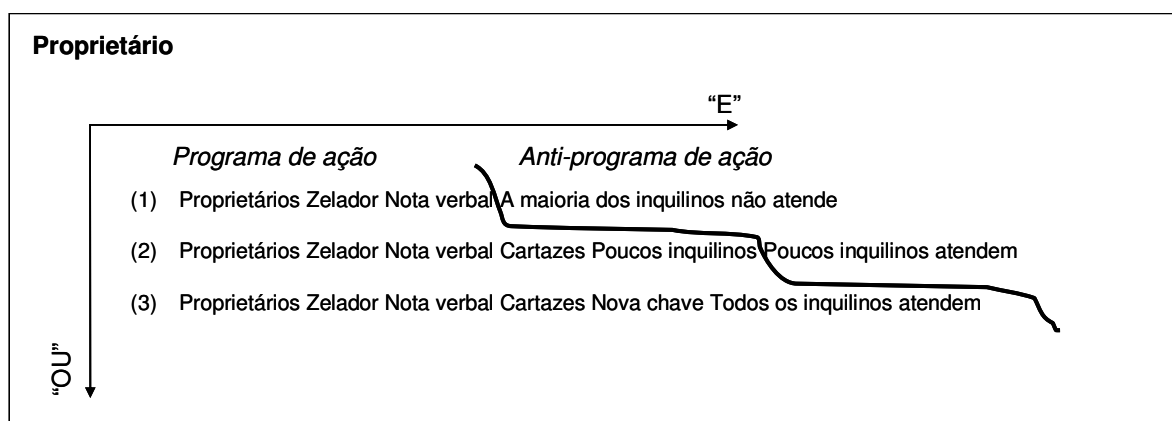 Proprietário
“E”
Programa de ação Anti-programa de ação
(1) Proprietários Zelador Nota verbal A maioria dos inquilinos não atende
(2) Proprietários Zelador Nota verbal Cartazes Poucos inquilinos Poucos inquilinos atendem
(3) Proprietários Zelador Nota verbal Cartazes Nova chave Todos os inquilinos atendem
“OU”